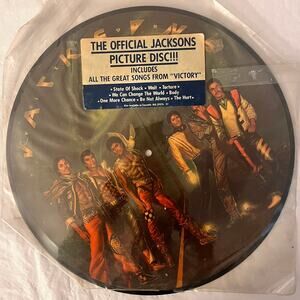 THE OFFICIAL JACKSONS
PICTURE DISC!!!
INCLUDES
ALL THE GREAT SONGS FROM "VICTORY"
• State Of Shock • Wait • Torture •
• We Can Change The World • Body
• One More Chance • Be Not Always • The Hurt •